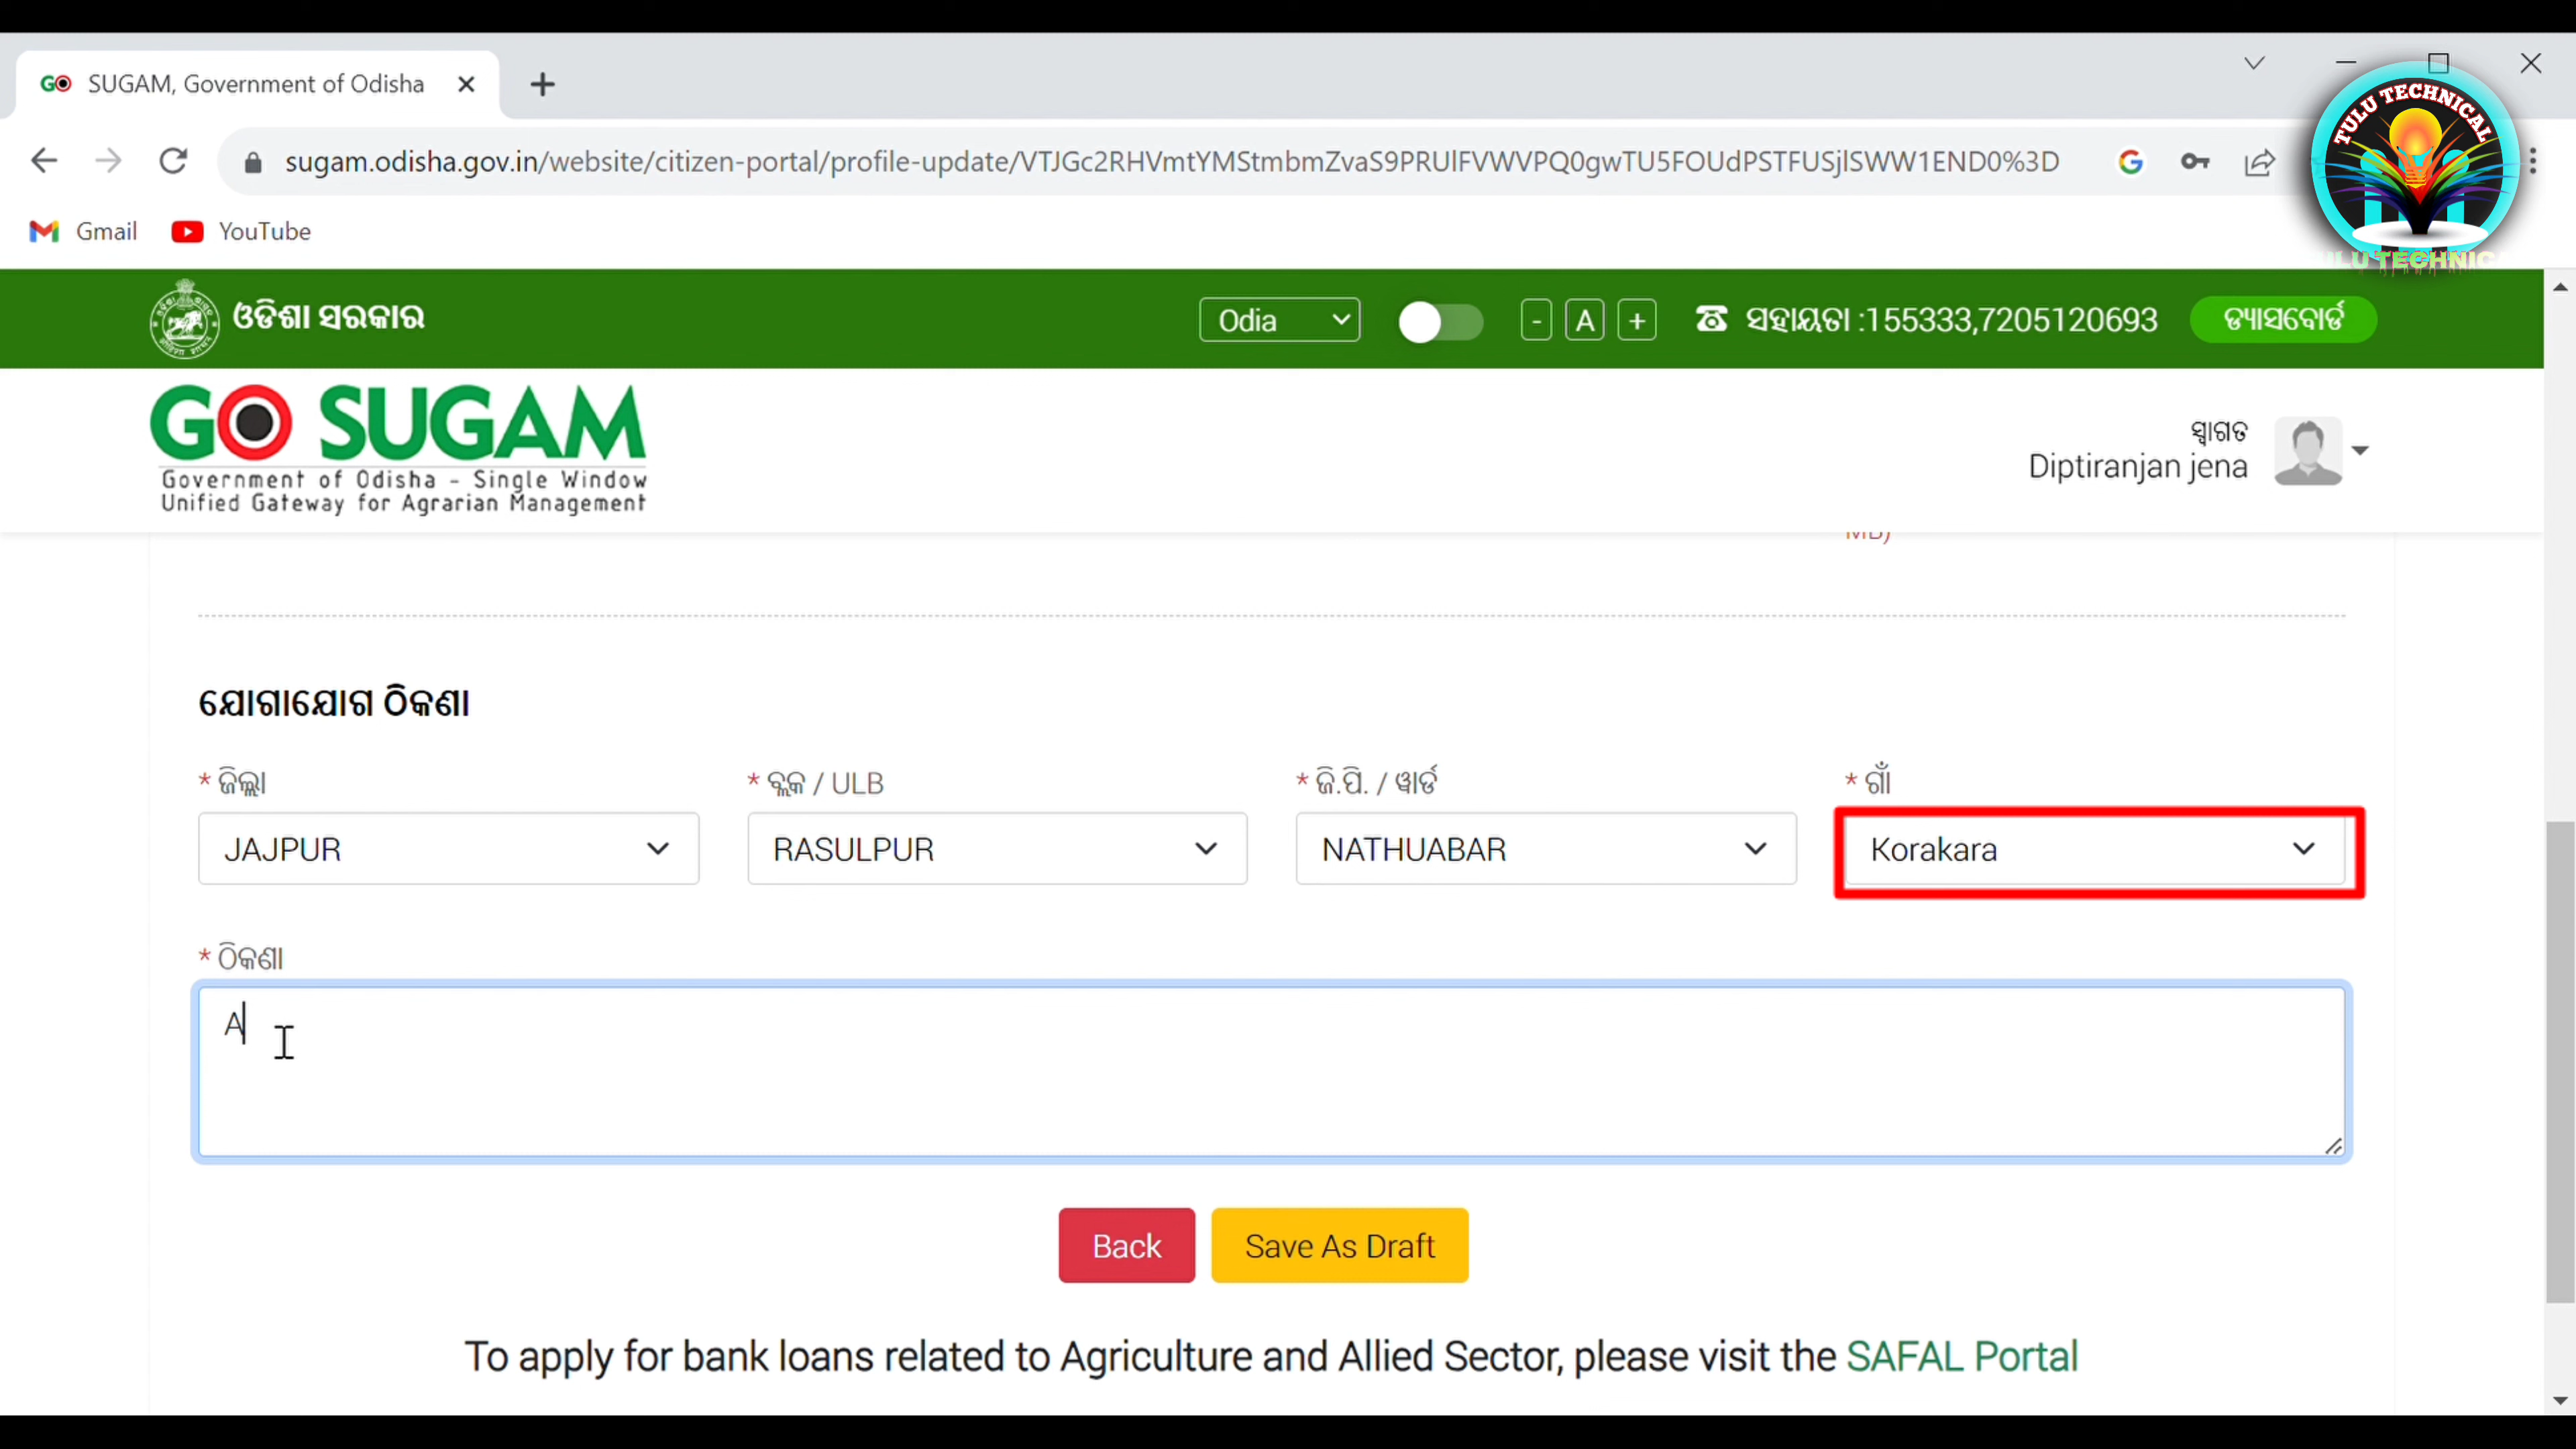 SUGAM, Government of Odisha
sugam.odisha.gov.in/website/citizen-portal/profile-update/VTJGc2RHVmtYMStmbmZvaS9PRUlFVWVPQ0gwTU5FOUdPSTFUSjlSWW1END0%3D
Gmail YouTube
TULU TECHNICAL
ଓଡିଶା ସରକାର Odia - A + ସହାୟତା :155333,7205120693 ଡ୍ୟାସବୋର୍ଡ
GO SUGAM
Government of Odisha - Single Window
Unified Gateway for Agrarian Management
ସ୍ୱାଗତ
Diptiranjan jena
MB)
ଯୋଗାଯୋଗ ଠିକଣା
* ଜିଲ୍ଲା * ବ୍ଲକ / ULB * ଜି.ପି. / ୱାର୍ଡ * ଗାଁ
JAJPUR RASULPUR NATHUABAR Korakara
* ଠିକଣା
A
Back Save As Draft
To apply for bank loans related to Agriculture and Allied Sector, please visit the SAFAL Portal